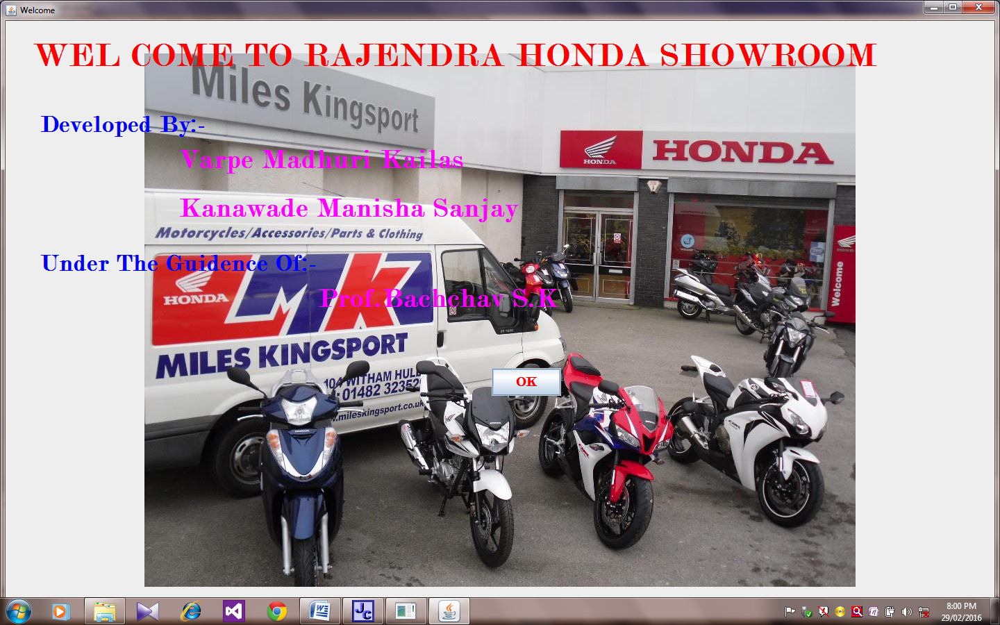 Welcome
WEL COME TO RAJENDRA HONDA SHOWROOM
Miles Kingsport
Developed By:-
HONDA
HONDA
Varpe Madhuri Kailas
Kanawade Manisha Sanjay
Motorcycles/Accessories/Parts & Clothing
Under The Guidence Of:-
HONDA
MK
Prof.Bachchav S.K
Welcome
MILES KINGSPORT
104 WITHAM HULL
: 01482 32352
w.mileskingsport.co.uk
OK
HONDA
HONDA
8:00 PM
29/02/2016